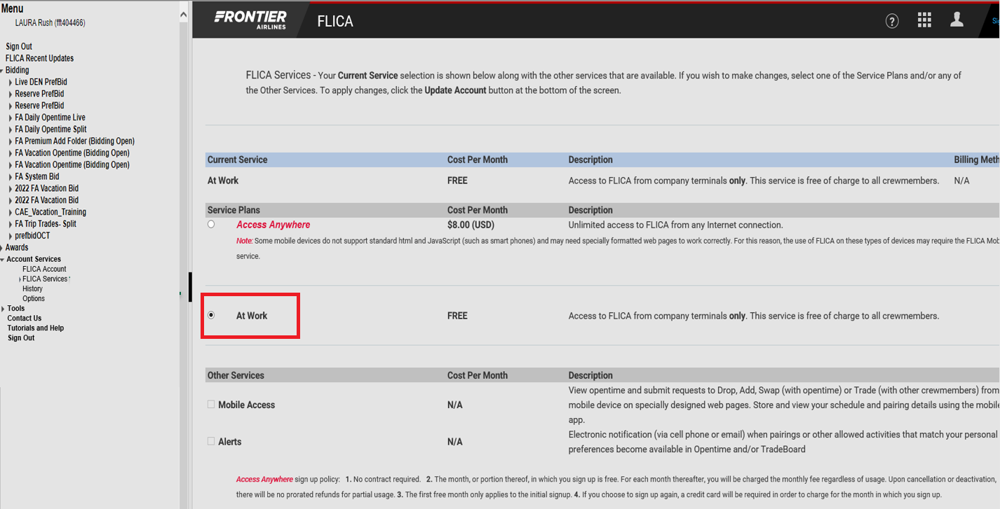 Menu
LAURA Rush (fft404466)
Sign Out
FLICA Recent Updates
Bidding
Live DEN PrefBid
Reserve PrefBid
Reserve PrefBid
FA Daily Opentime Live
FA Daily Opentime Split
FA Premium Add Folder (Bidding Open)
FA Vacation Opentime (Bidding Open)
FA Vacation Opentime (Bidding Open)
FA System Bid
2022 FA Vacation Bid
2022 FA Vacation Bid
CAE_Vacation_Training
FA Trip Trades- Split
prefbidOCT
Awards
Account Services
FLICA Account
FLICA Services
History
Options
Tools
Contact Us
Tutorials and Help
Sign Out
FRONTIER
AIRLINES
FLICA
?
Sig
FLICA Services - Your Current Service selection is shown below along with the other services that are available. If you wish to make changes, select one of the Service Plans and/or any of
the Other Services. To apply changes, click the Update Account button at the bottom of the screen.
Current Service Cost Per Month Description Billing Meth
At Work FREE Access to FLICA from company terminals only. This service is free of charge to all crewmembers. N/A
Service Plans Cost Per Month Description
Access Anywhere $8.00 (USD) Unlimited access to FLICA from any Internet connection.
Note: Some mobile devices do not support standard html and JavaScript (such as smart phones) and may need specially formatted web pages to work correctly. For this reason, the use of FLICA on these types of devices may require the FLICA Mob
service.
At Work FREE Access to FLICA from company terminals only. This service is free of charge to all crewmembers.
Other Services Cost Per Month Description
View opentime and submit requests to Drop, Add, Swap (with opentime) or Trade (with other crewmembers) from
Mobile Access N/A mobile device on specially designed web pages. Store and view your schedule and pairing details using the mobile
app.
Electronic notification (via cell phone or email) when pairings or other allowed activities that match your personal
Alerts N/A
preferences become available in Opentime and/or TradeBoard
Access Anywhere sign up policy: 1. No contract required. 2. The month, or portion thereof, in which you sign up is free. For each month thereafter, you will be charged the monthly fee regardless of usage. Upon cancellation or deactivation,
there will be no prorated refunds for partial usage. 3. The first free month only applies to the initial signup. 4. If you choose to sign up again, a credit card will be required in order to charge for the month in which you sign up.